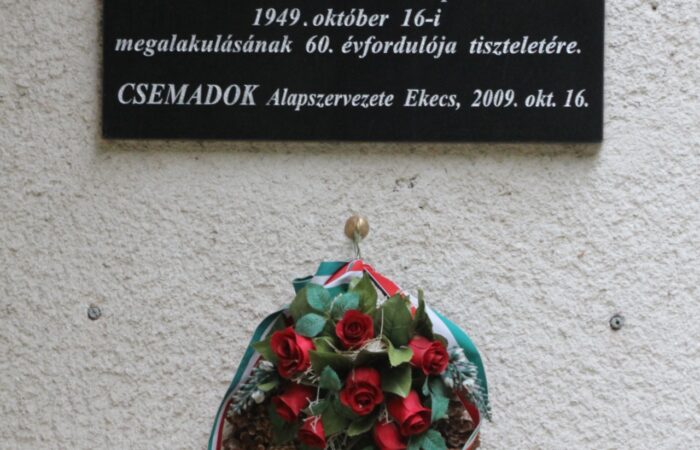 1949. október 16-i
megalakulásának 60. évfordulója tiszteletére.
CSEMADOK Alapszervezete Ekecs, 2009. okt. 16.